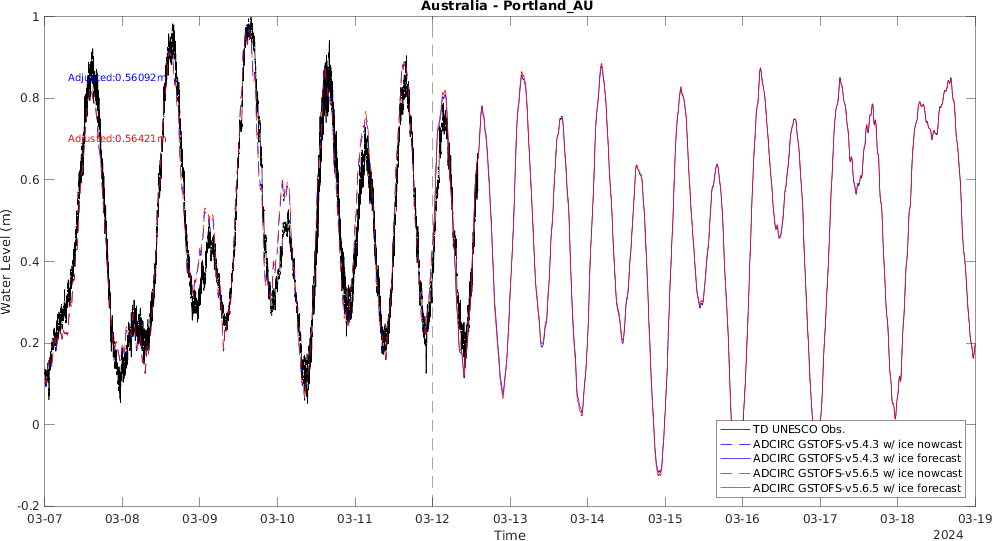 Australia - Portland_AU
1
0.8
0.6
0.4
0.2
0
-0.2
Water Level (m)
Adjusted:0.56092m
Adjusted:0.56421m
TD UNESCO Obs.
ADCIRC GSTOFS-v5.4.3 w/ ice nowcast
ADCIRC GSTOFS-v5.4.3 w/ ice forecast
ADCIRC GSTOFS-v5.6.5 w/ ice nowcast
ADCIRC GSTOFS-v5.6.5 w/ ice forecast
03-07 03-08 03-09 03-10 03-11 03-12 03-13 03-14 03-15 03-16 03-17 03-18 03-19
Time
2024